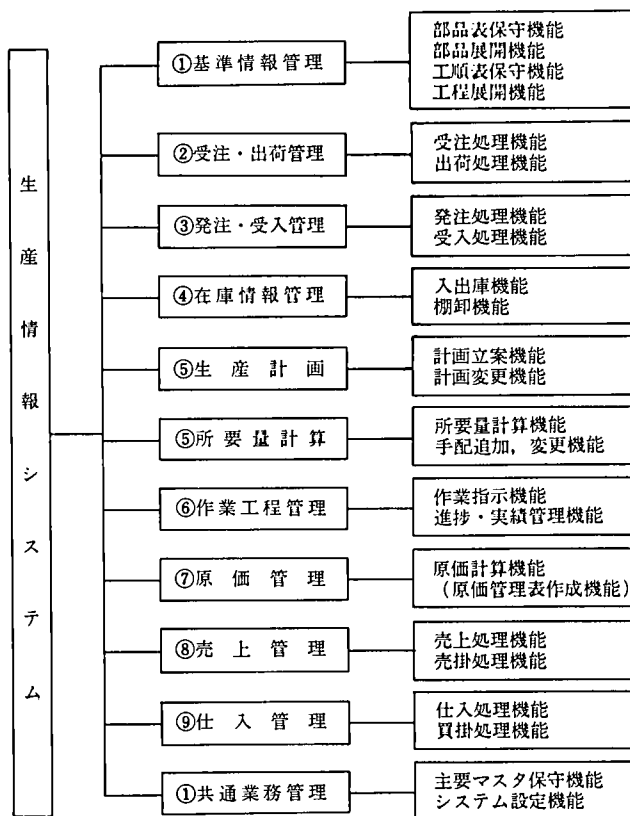 生産情報システム
①基準情報管理
部品表保守機能
部品展開機能
工順表保守機能
工程展開機能
②受注・出荷管理
受注処理機能
出荷処理機能
③発注・受入管理
発注処理機能
受入処理機能
④在庫情報管理
入出庫機能
棚卸機能
⑤生産計画
計画立案機能
計画変更機能
⑤所要量計算
所要量計算機能
手配追加,変更機能
⑥作業工程管理
作業指示機能
進捗・実績管理機能
⑦原価管理
原価計算機能
(原価管理表作成機能)
⑧売上管理
売上処理機能
売掛処理機能
⑨仕入管理
仕入処理機能
買掛処理機能
①共通業務管理
主要マスタ保守機能
システム設定機能